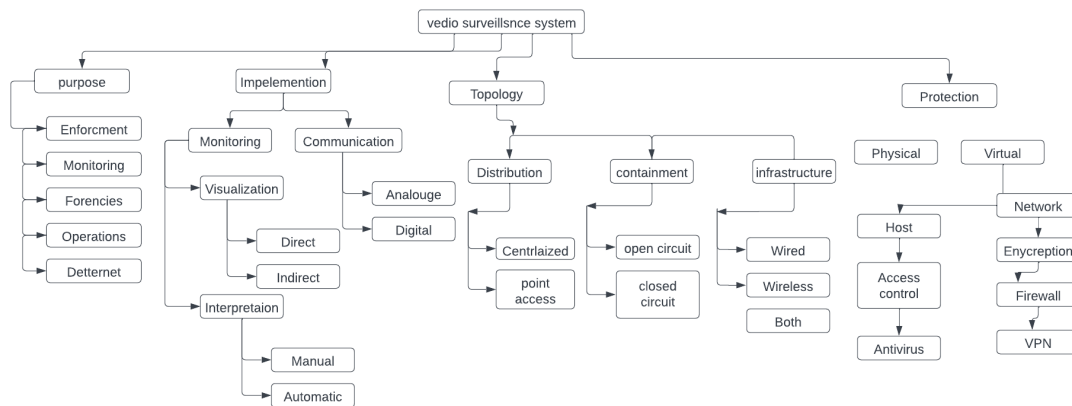 vedio surveillsnce system
purpose
Impelemention
Topology
Protection
Enforcment
Monitoring
Forencies
Operations
Detternet
Monitoring
Communication
Visualization
Direct
Indirect
Interpretaion
Manual
Automatic
Analouge
Digital
Distribution
containment
infrastructure
Centrlaized
point
access
open circuit
closed
circuit
Wired
Wireless
Both
Physical
Virtual
Network
Host
Access
control
Antivirus
Enycreption
Firewall
VPN